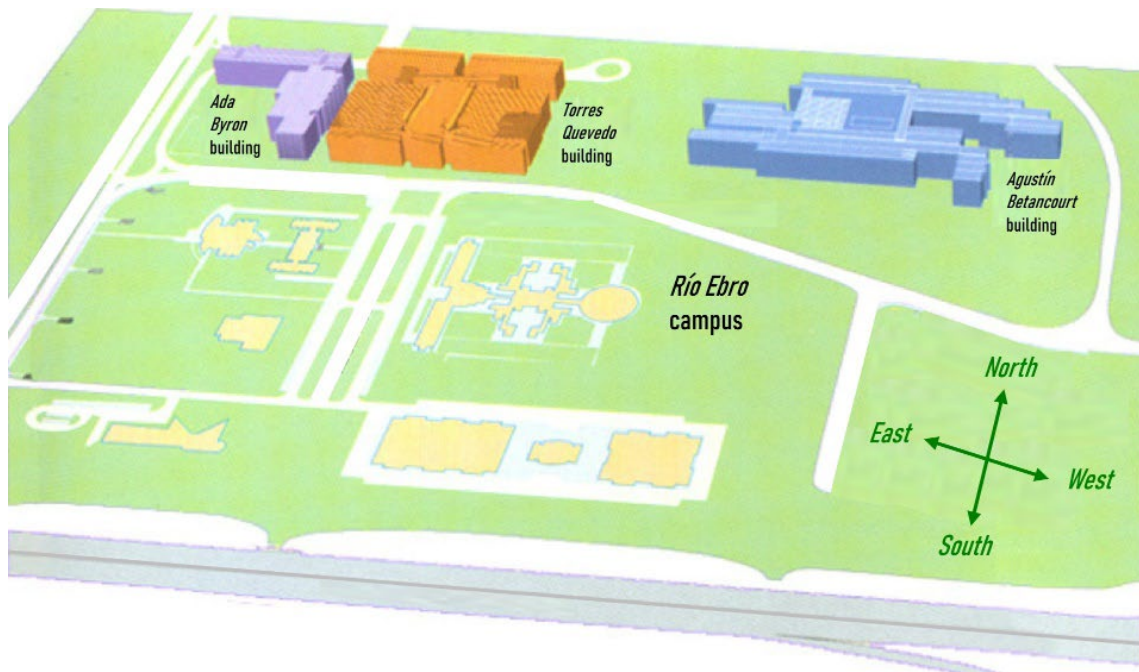 Ada
Byron
building
Torres
Quevedo
building
Agustín
Betancourt
building
Río Ebro
campus
North
East
West
South